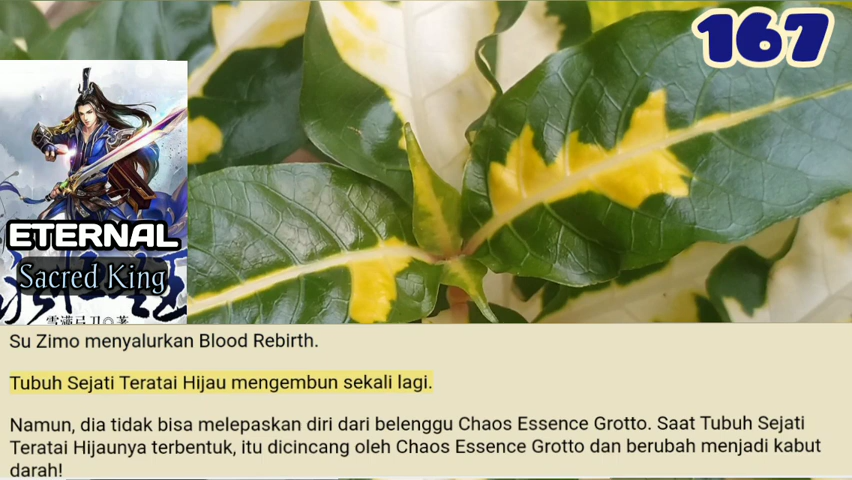 167
ETERNAL
Sacred King
Su Zimo menyalurkan Blood Rebirth.
Tubuh Sejati Teratai Hijau mengembun sekali lagi.
Namun, dia tidak bisa melepaskan diri dari belenggu Chaos Essence Grotto. Saat Tubuh Sejati
Teratai Hijaunya terbentuk, itu dicincang oleh Chaos Essence Grotto dan berubah menjadi kabut
darah!